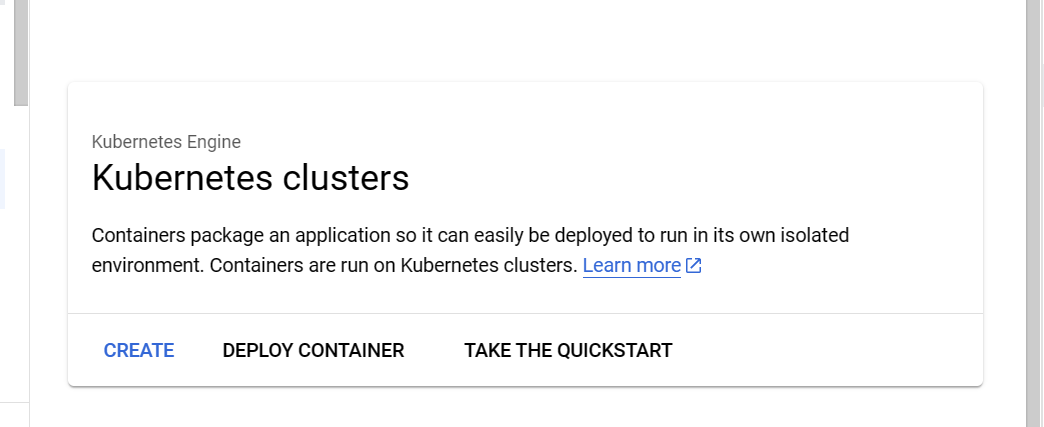 Kubernetes Engine
Kubernetes clusters
Containers package an application so it can easily be deployed to run in its own isolated
environment. Containers are run on Kubernetes clusters. Learn more
CREATE DEPLOY CONTAINER TAKE THE QUICKSTART